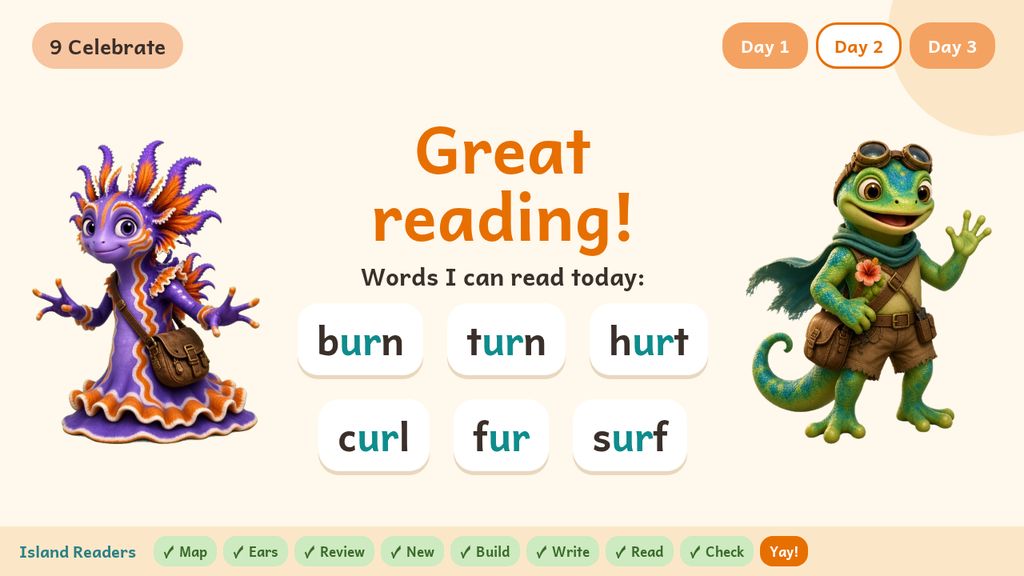 9 Celebrate
Day 1 Day 2 Day 3
Great
reading!
Words I can read today:
burn turn hurt
curl fur surf
Island Readers ✓ Map ✓ Ears ✓ Review ✓ New ✓ Build ✓ Write ✓ Read ✓ Check Yay!